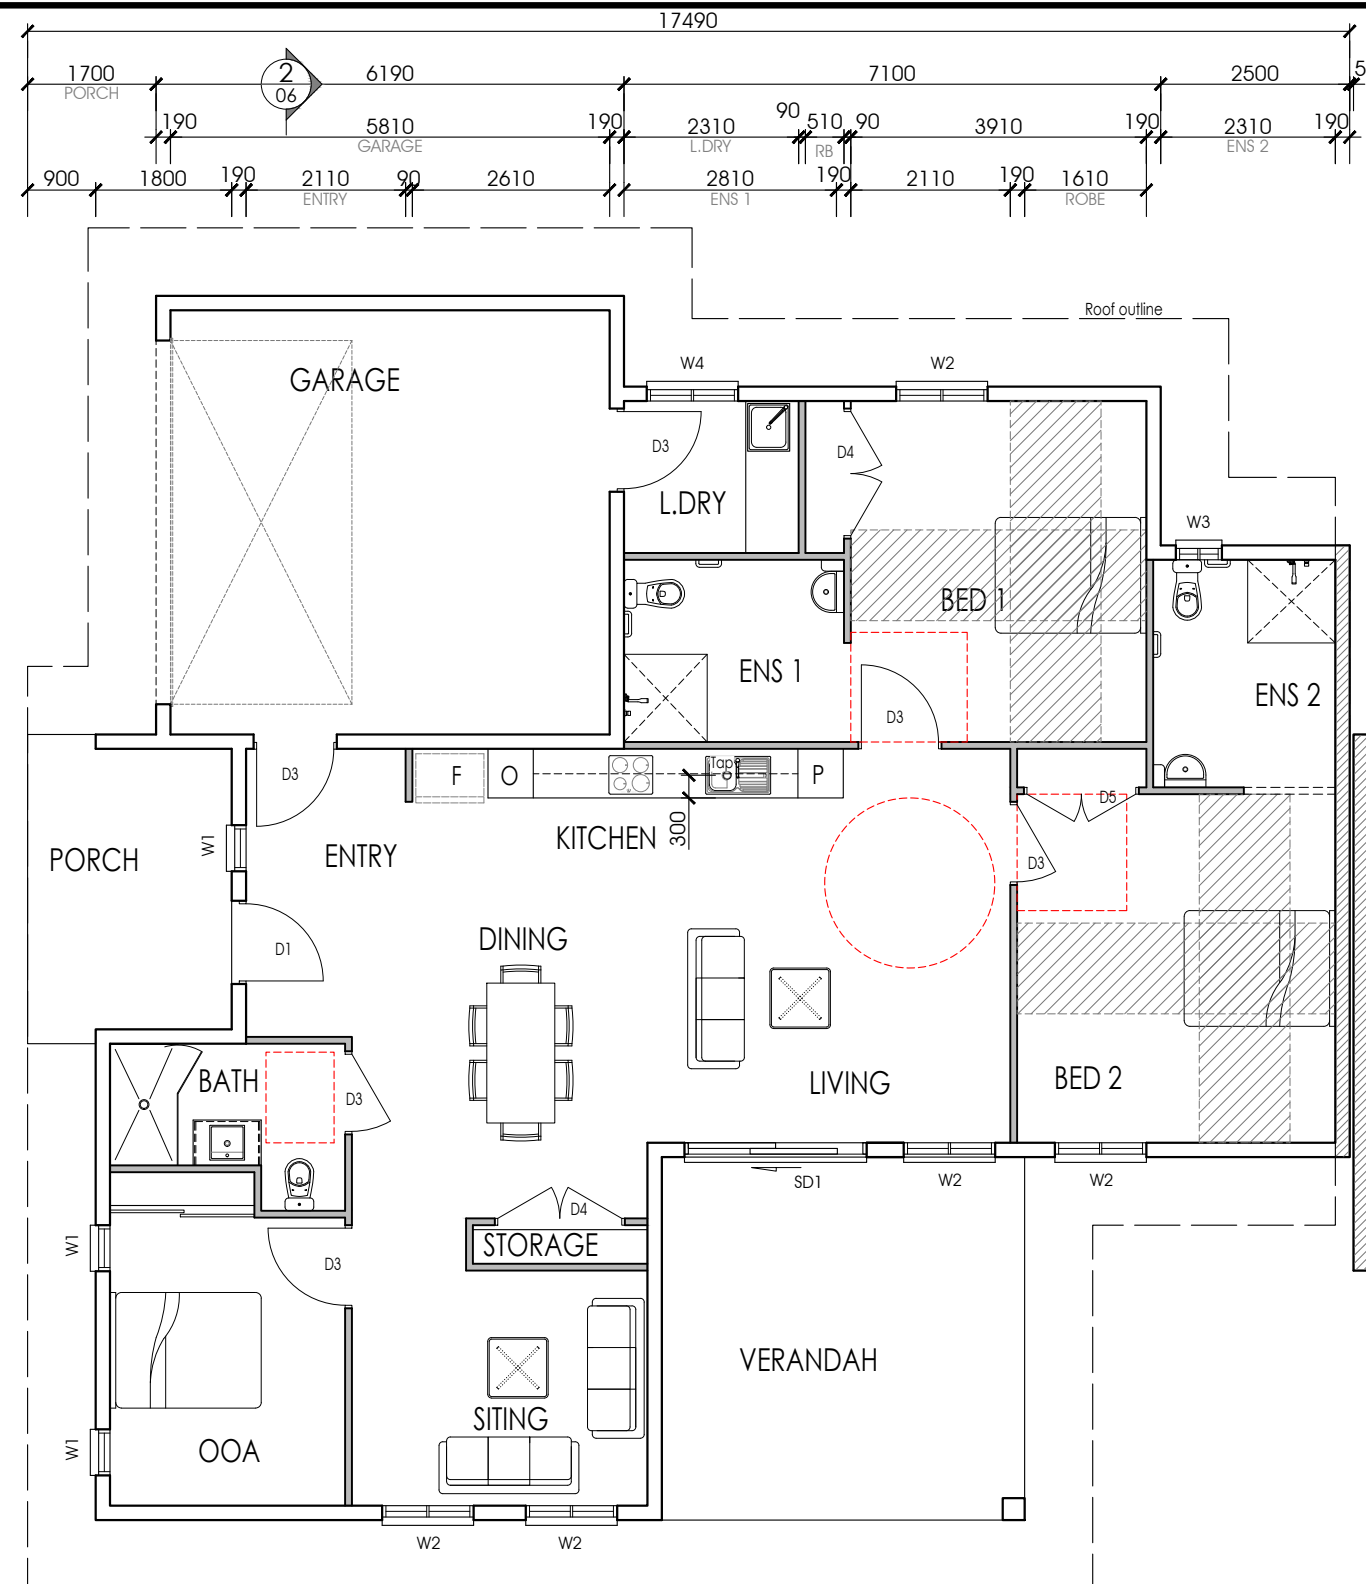 17490
1700
PORCH
2
06
6190
7100
2500
5
190
5810
GARAGE
190
2310
L.DRY
90
510
RB
90
3910
190
2310
ENS 2
190
900
1800
190
2110
ENTRY
90
2610
2810
ENS 1
190
2110
190
1610
ROBE
Roof outline
W4
W2
GARAGE
D3
D4
L.DRY
W3
BED 1
ENS 1
ENS 2
D3
D3
F
O
Tap
P
D5
300
W1
PORCH
ENTRY
KITCHEN
D3
D1
DINING
BATH
D3
LIVING
BED 2
SD1
W2
W2
D4
STORAGE
W1
D3
VERANDAH
SITING
OOA
W1
W2
W2